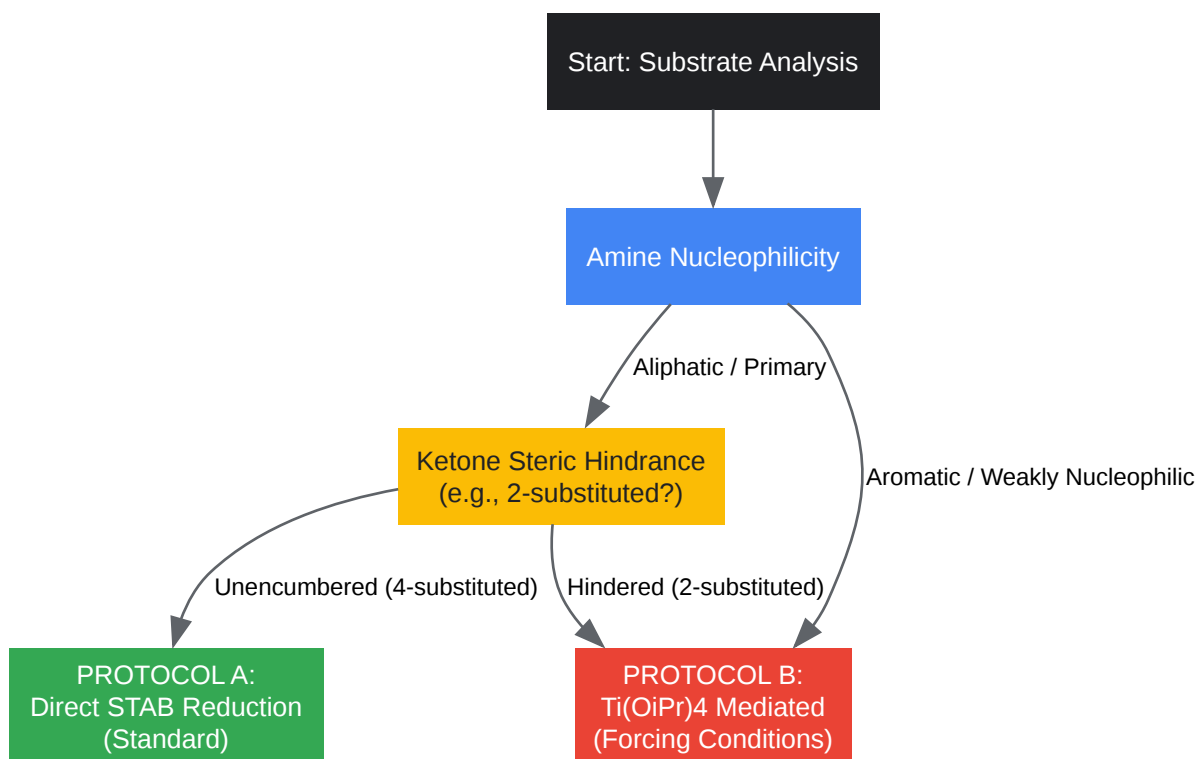 Start: Substrate Analysis
Amine Nucleophilicity
Aliphatic / Primary
Ketone Steric Hindrance
(e.g., 2-substituted?)
Aromatic / Weakly Nucleophilic
Unencumbered (4-substituted)
Hindered (2-substituted)
PROTOCOL A:
Direct STAB Reduction
(Standard)
PROTOCOL B:
Ti(OiPr)4 Mediated
(Forcing Conditions)